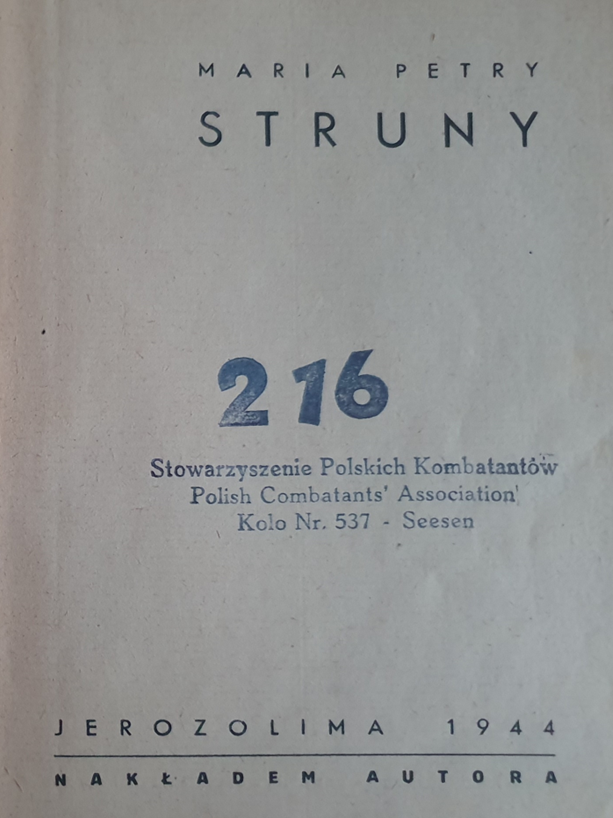 MARIA PETRY
STRUNY
216
Stowarzyszenie Polskich Kombatantów
Polish Combatants' Association'
Kolo Nr. 537 - Seesen
JEROZOLIMA 1944
NAKŁADEM AUTORA